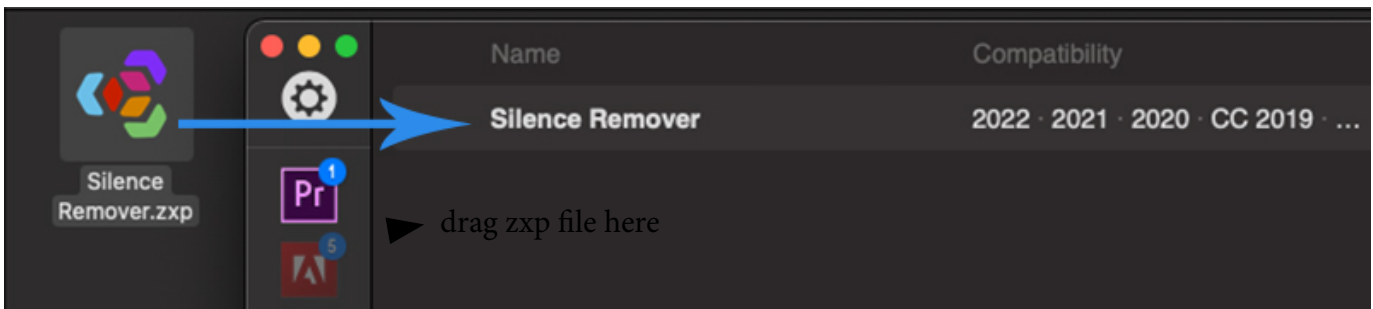 Name
Compatibility
Silence Remover
2022 · 2021 · 2020 · CC 2019 · ...
Silence
Remover.zxp
Pr
1
drag zxp file here
5